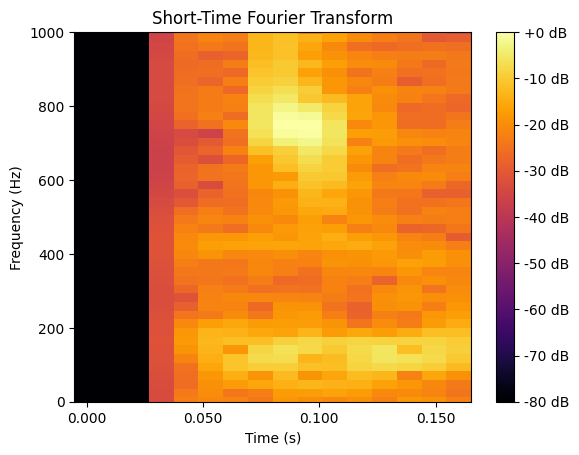 Short-Time Fourier Transform
1000
800
600
400
200
0
Frequency (Hz)
0.000
0.050
0.100
0.150
Time (s)
+0 dB
-10 dB
-20 dB
-30 dB
-40 dB
-50 dB
-60 dB
-70 dB
-80 dB